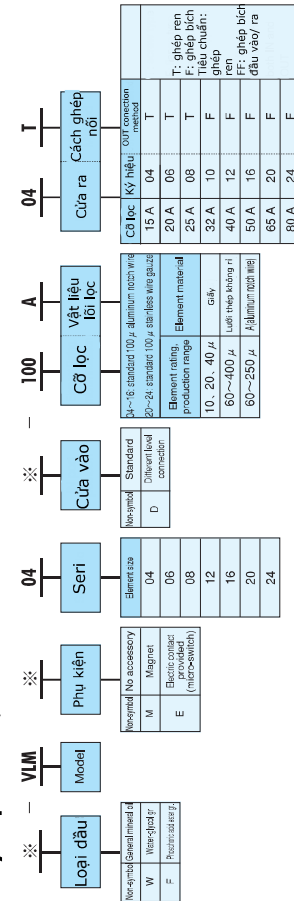 ※ – VLM ※ 04 ※ – 100 A 04 T
Loại dầu
Non-symbol General mineral oil
W Water-glycol gr
F Phosphoric acid ester gr.
Model
Phụ kiện
Non-symbol No accessory
M Magnet
E Electric contact provided (micro-switch)
Seri
Element size
04
06
08
12
16
20
24
Cửa vào
Non-symbol Standard
D Different level connection
Cỡ lọc
Vật liệu lõi lọc
04~16: standard 100 μ aluminum notch wire
20~24: standard 100 μ stainless wire gauze
Element rating, production range Element material
10、20、40 μ Giấy
60~400 μ Lưới thép không rỉ
60~250 μ A(aluminum notch wire)
Cửa ra
Cách ghép nối
Cỡ lọc Ký hiệu OUT conection method
15 A 04 T
20 A 06 T
25 A 08 T
32 A 10 F
40 A 12 F
50 A 16 F
65 A 20 F
80 A 24 F
T: ghép ren
F: ghép bích
Tiêu chuẩn:
ghép
ren
FF: ghép bích
đầu vào/ ra